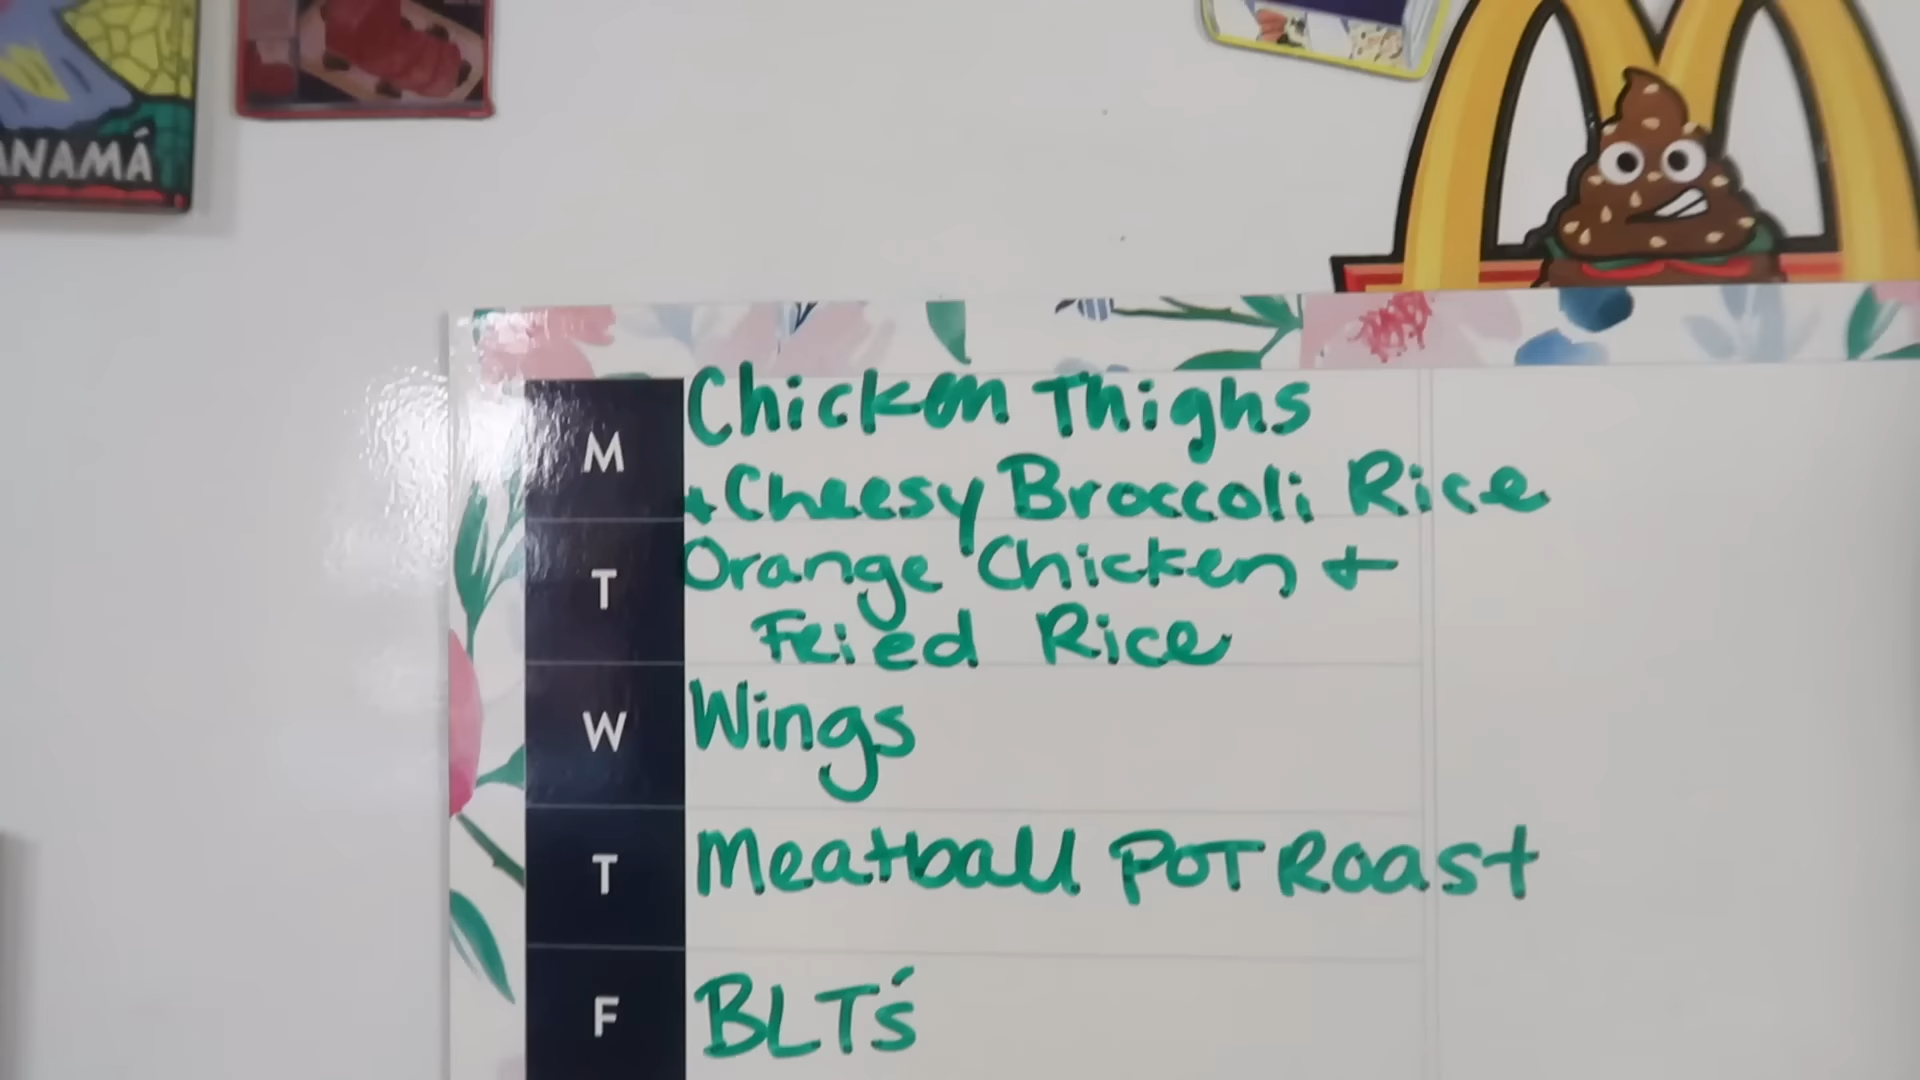 ANAMÁ
M
Chicken Thighs
+ Cheesy Broccoli Rice
T
Orange Chicken +
Fried Rice
W
Wings
T
Meatball POT Roast
F
BLT's